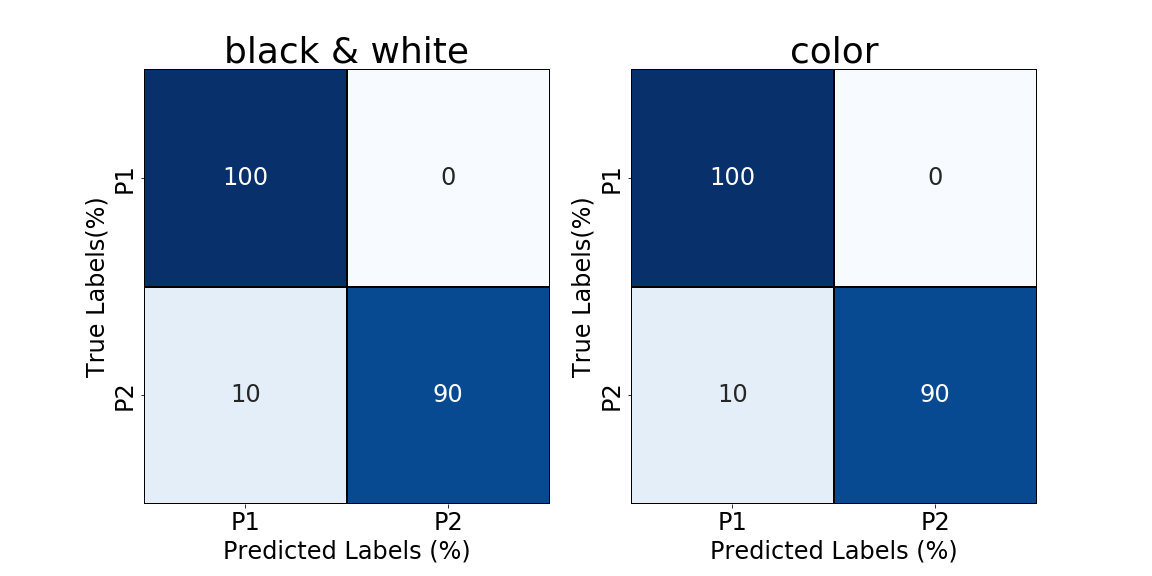 black & white
True Labels(%)
P1
100
0
P2
10
90
P1
P2
Predicted Labels (%)
color
True Labels(%)
P1
100
0
P2
10
90
P1
P2
Predicted Labels (%)